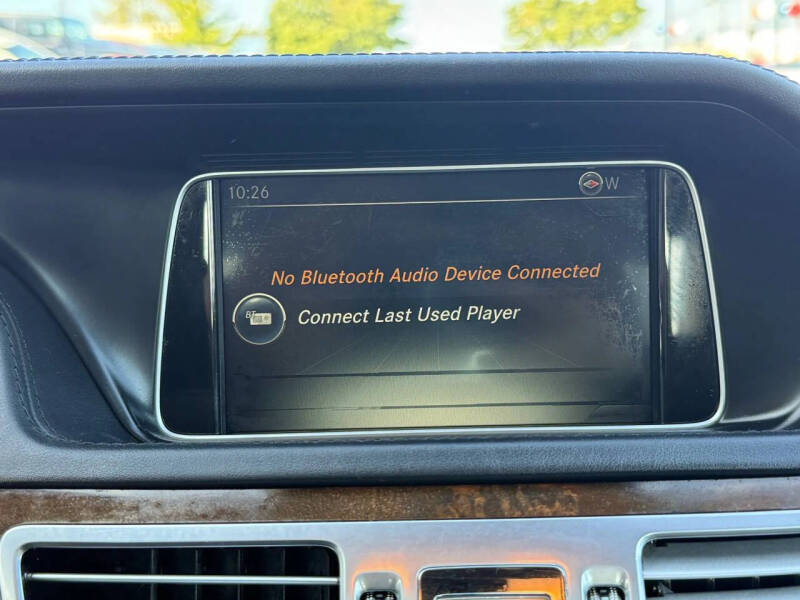 10:26
W
No Bluetooth Audio Device Connected
BT
Connect Last Used Player